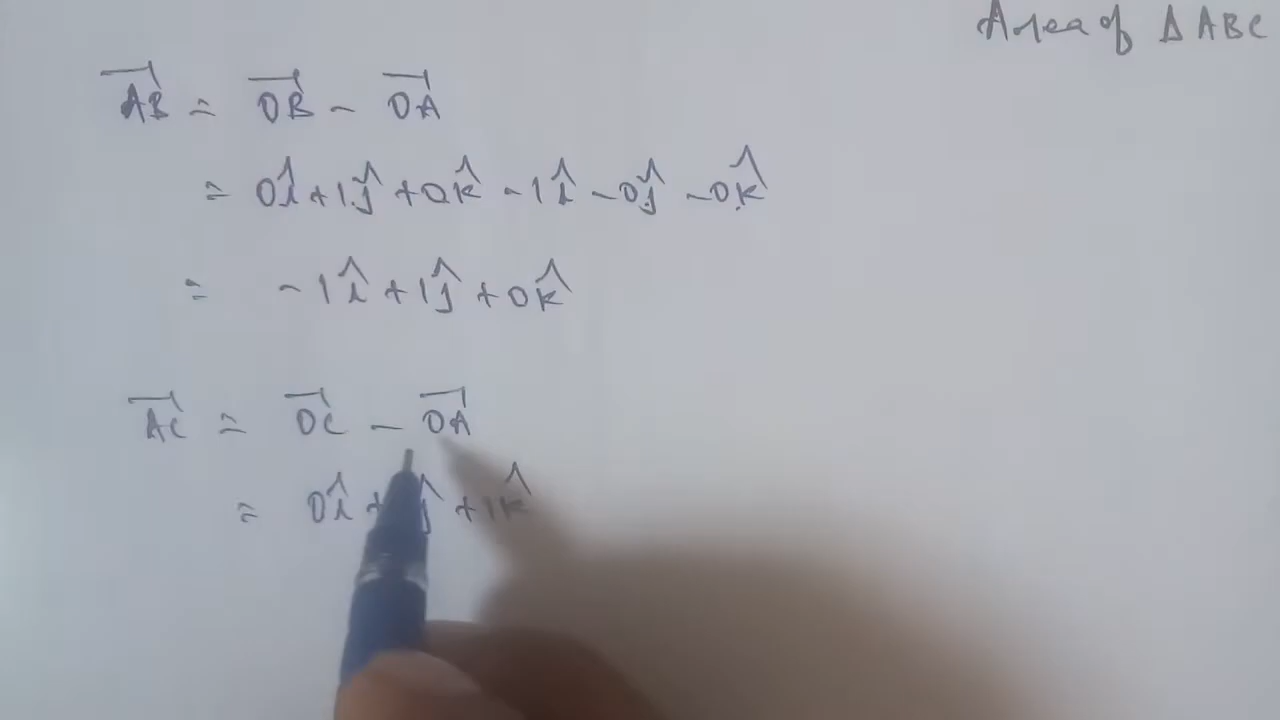 Area of Δ ABC
AB⃗ = OB⃗ - OA⃗
= 0î + 1ĵ + 0k̂ - 1î - 0ĵ - 0k̂
= -1î + 1ĵ + 0k̂
AC⃗ = OC⃗ - OA⃗
= 0î + ĵ + 1k̂